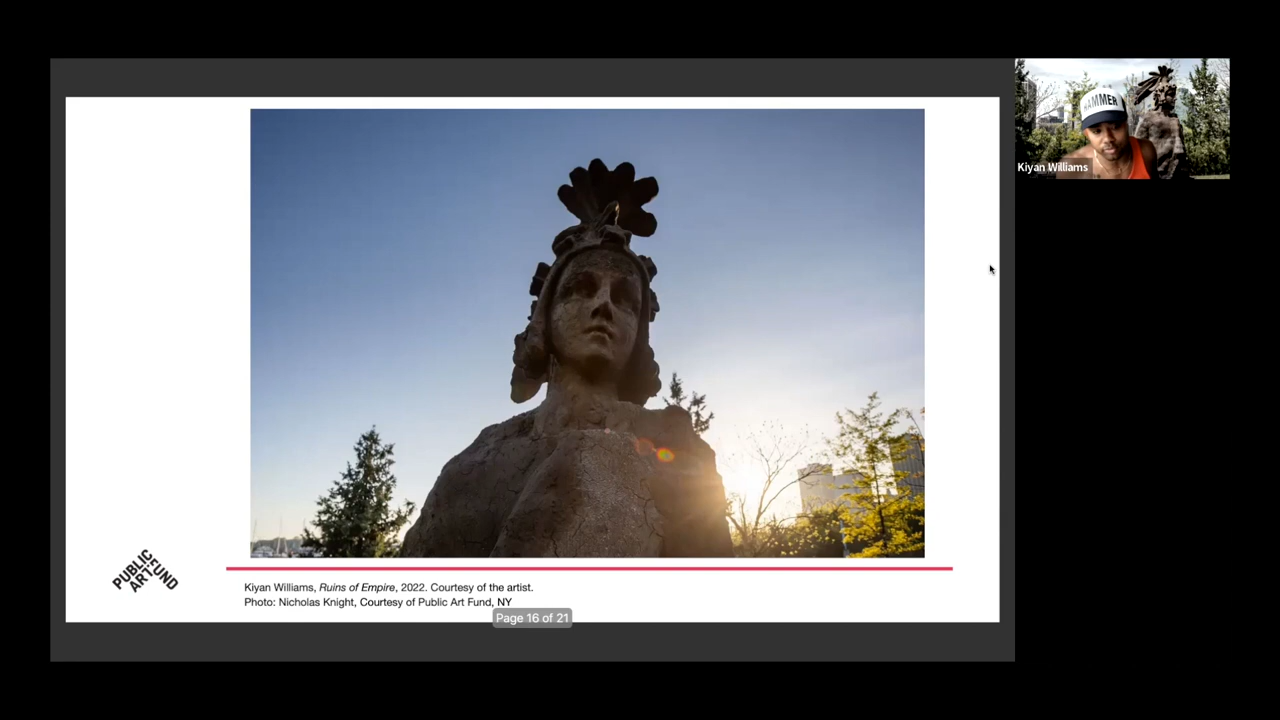 HAMMER
Kiyan Williams
PUBLIC
ART FUND
Kiyan Williams, Ruins of Empire, 2022. Courtesy of the artist.
Photo: Nicholas Knight, Courtesy of Public Art Fund, NY
Page 16 of 21